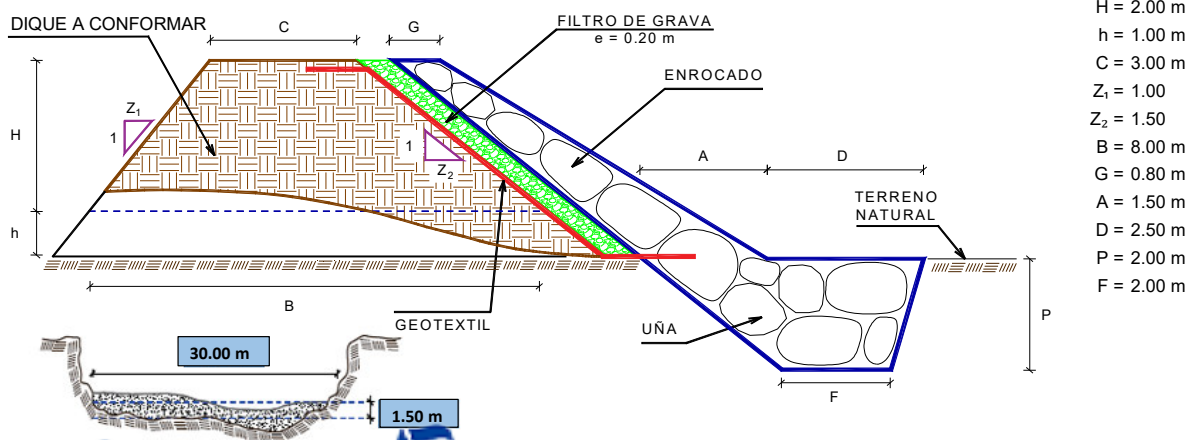 DIQUE A CONFORMAR
C
G
FILTRO DE GRAVA
e = 0.20 m
ENROCADO
H
Z₁
1
1
Z₂
A
D
TERRENO
NATURAL
h
B
GEOTEXTIL
UÑA
P
F
30.00 m
1.50 m
H = 2.00 m
h = 1.00 m
C = 3.00 m
Z₁ = 1.00
Z₂ = 1.50
B = 8.00 m
G = 0.80 m
A = 1.50 m
D = 2.50 m
P = 2.00 m
F = 2.00 m